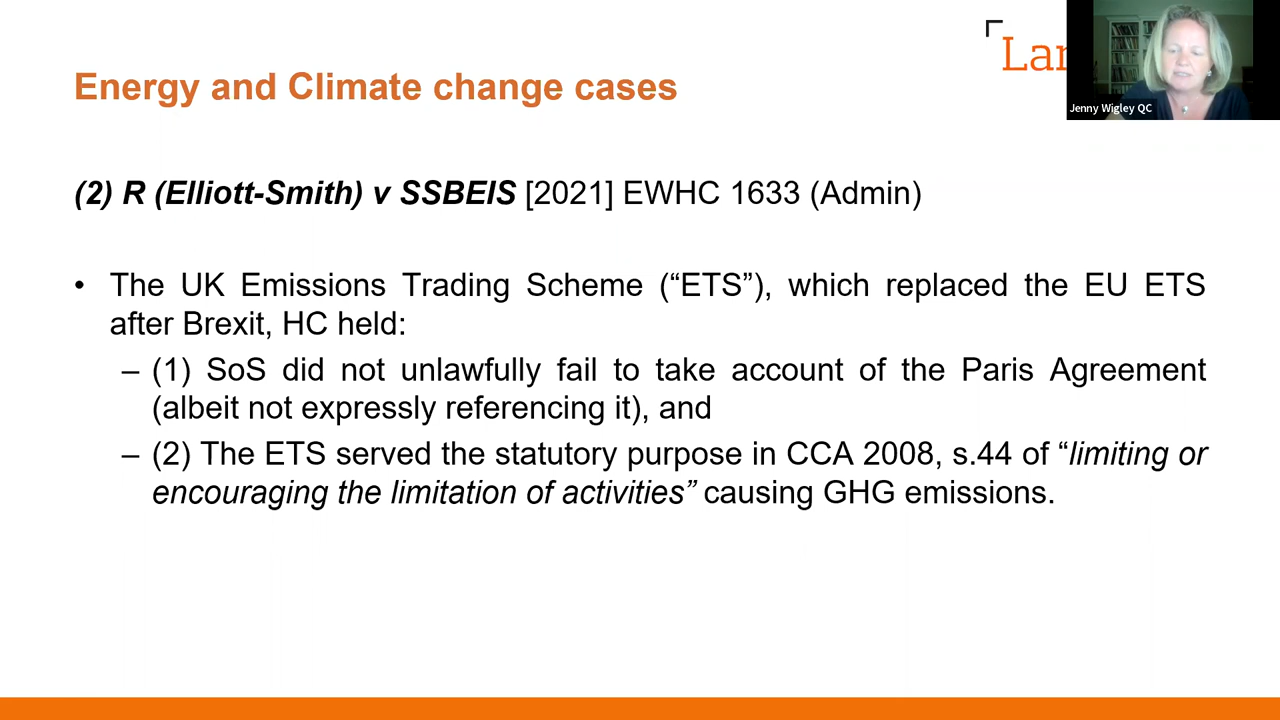 Energy and Climate change cases
Jenny Wigley QC
(2) R (Elliott-Smith) v SSBEIS [2021] EWHC 1633 (Admin)
• The UK Emissions Trading Scheme (“ETS”), which replaced the EU ETS
after Brexit, HC held:
– (1) SoS did not unlawfully fail to take account of the Paris Agreement
(albeit not expressly referencing it), and
– (2) The ETS served the statutory purpose in CCA 2008, s.44 of “limiting or
encouraging the limitation of activities” causing GHG emissions.